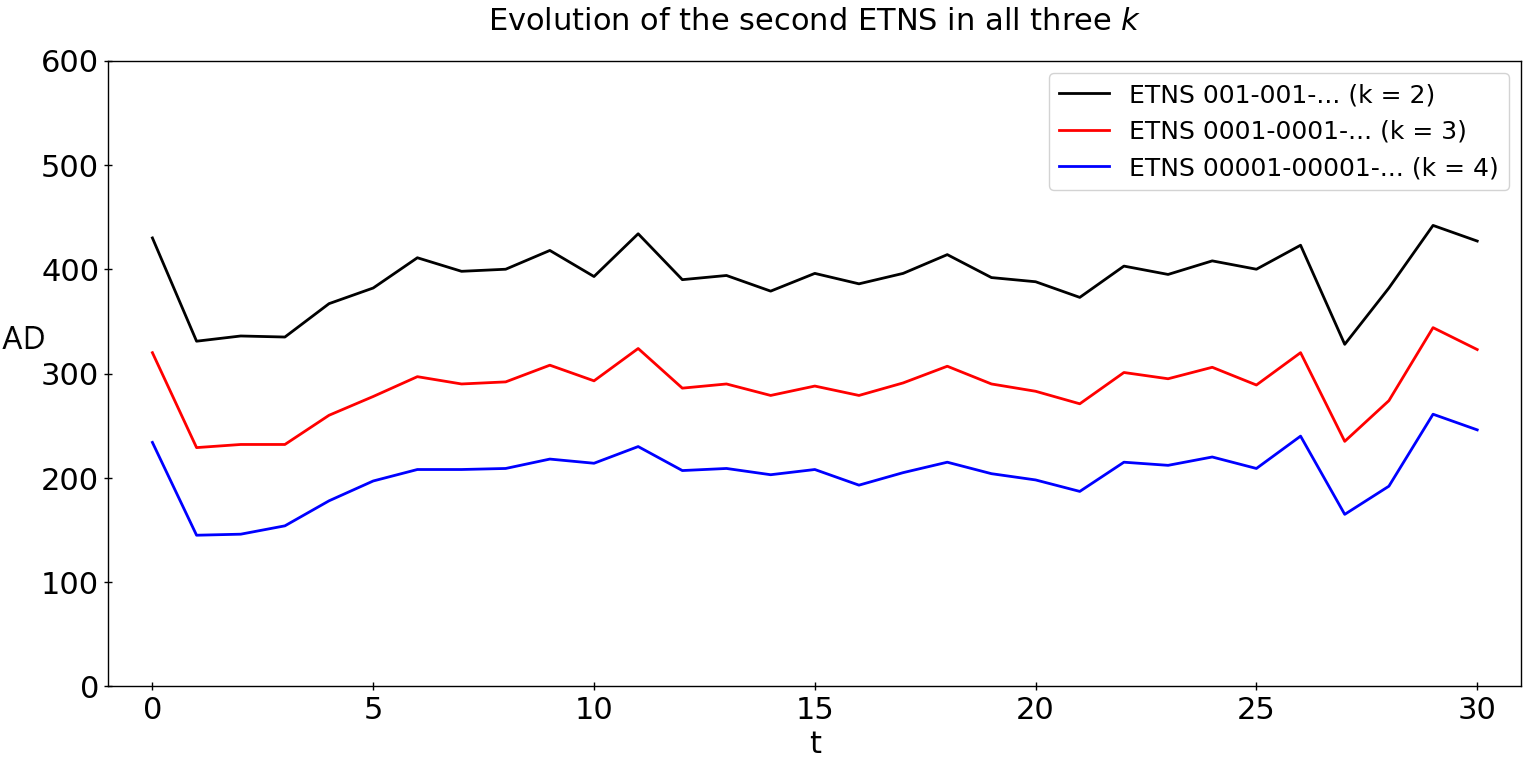 Evolution of the second ETNS in all three k
600
500
400
300
200
100
0
AD
ETNS 001-001-... (k = 2)
ETNS 0001-0001-... (k = 3)
ETNS 00001-00001-... (k = 4)
0 5 10 15 20 25 30
t